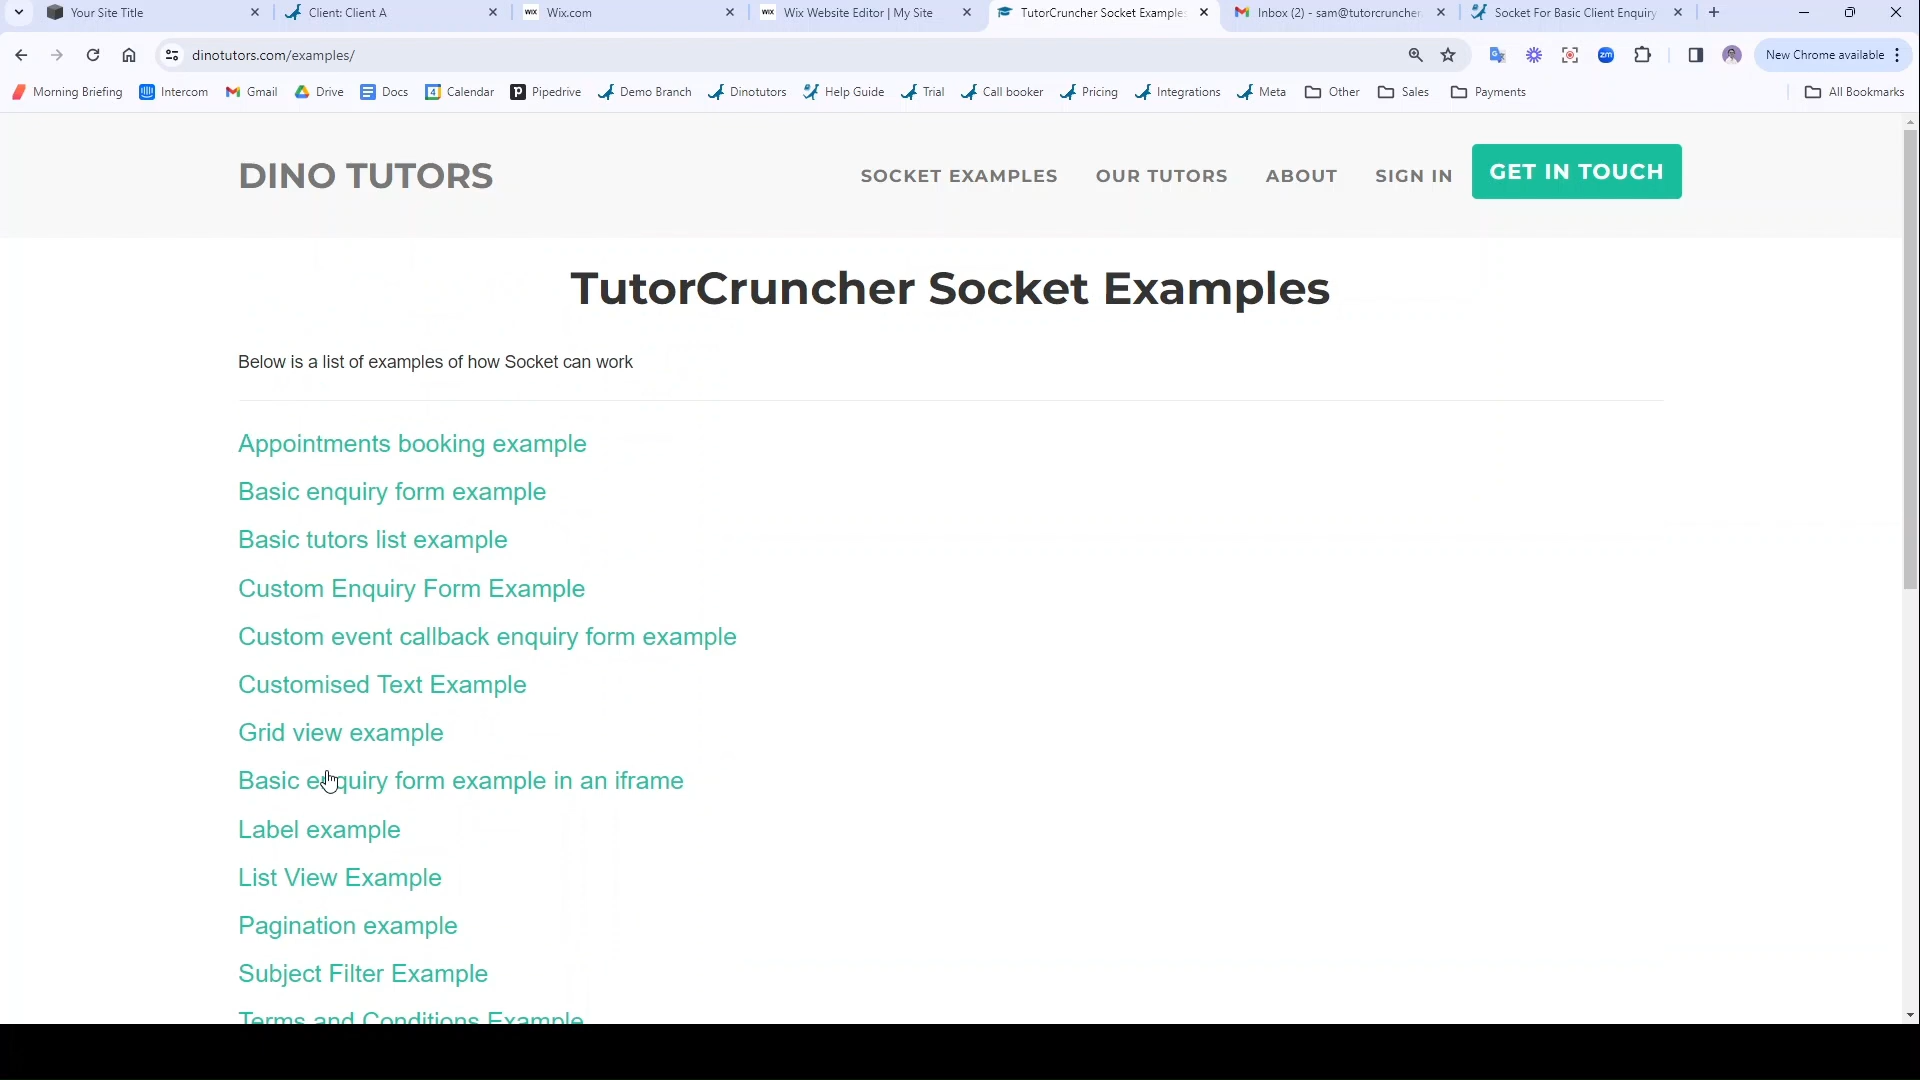 Your Site Title
Client: Client A
WIX Wix.com
WIX Wix Website Editor | My Site
TutorCruncher Socket Example
Inbox (2) - sam@tutorcruncher
Socket For Basic Client Enquiry
dinotutors.com/examples/
zm
New Chrome available
Morning Briefing
Intercom
Gmail
Drive
Docs
4 Calendar
P Pipedrive
Demo Branch
Dinotutors
Help Guide
Trial
Call booker
Pricing
Integrations
Meta
Other
Sales
Payments
All Bookmarks
DINO TUTORS
SOCKET EXAMPLES
OUR TUTORS
ABOUT
SIGN IN
GET IN TOUCH
TutorCruncher Socket Examples
Below is a list of examples of how Socket can work
Appointments booking example
Basic enquiry form example
Basic tutors list example
Custom Enquiry Form Example
Custom event callback enquiry form example
Customised Text Example
Grid view example
Basic enquiry form example in an iframe
Label example
List View Example
Pagination example
Subject Filter Example
Terms and Conditions Example